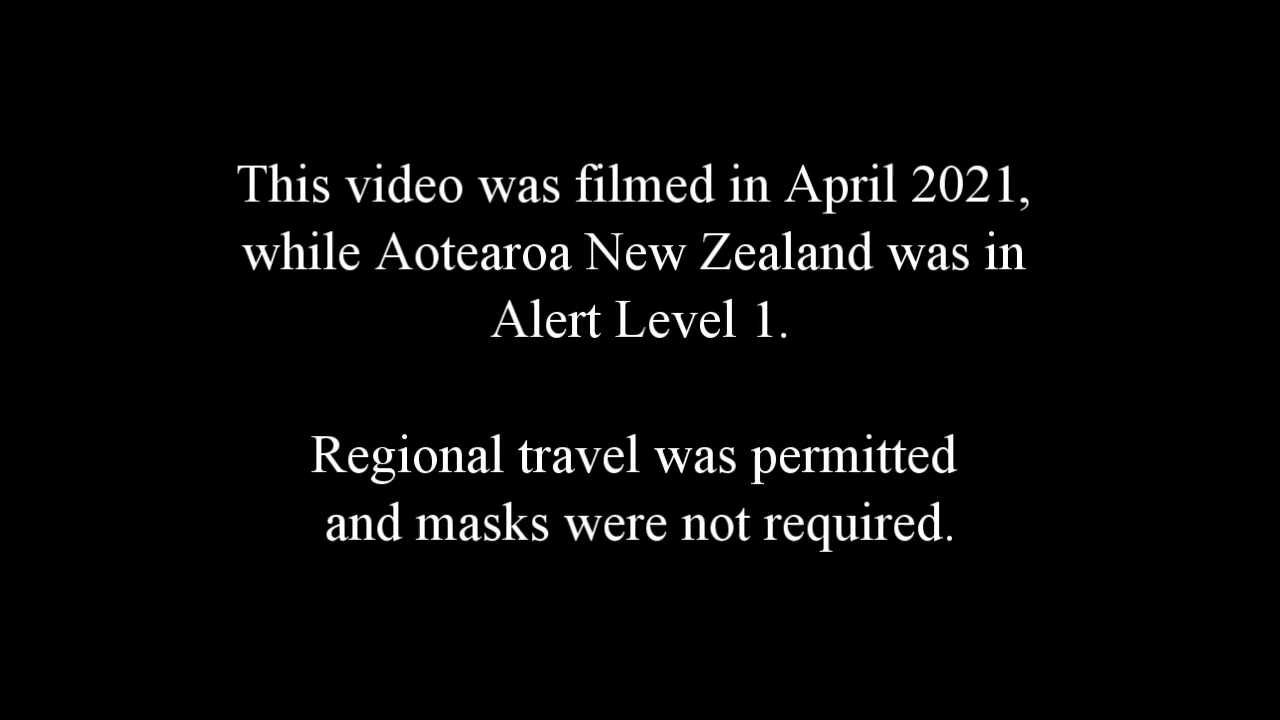 This video was filmed in April 2021,
while Aotearoa New Zealand was in
Alert Level 1.
Regional travel was permitted
and masks were not required.